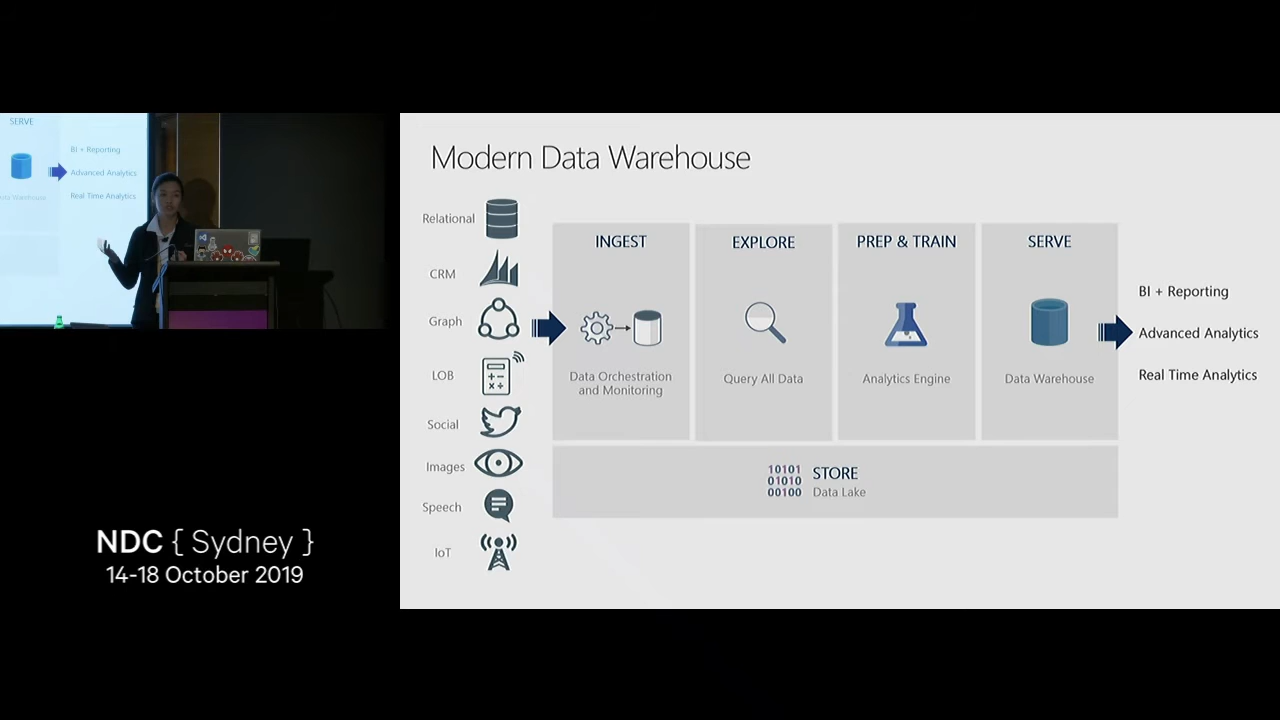 SERVE
BI + Reporting
Advanced Analytics
Real Time Analytics
Data Warehouse
NDC { Sydney }
14-18 October 2019
Modern Data Warehouse
Relational
CRM
Graph
LOB
Social
Images
Speech
IoT
INGEST
Data Orchestration
and Monitoring
EXPLORE
Query All Data
PREP & TRAIN
Analytics Engine
SERVE
Data Warehouse
10101
01010
00100
STORE
Data Lake
BI + Reporting
Advanced Analytics
Real Time Analytics